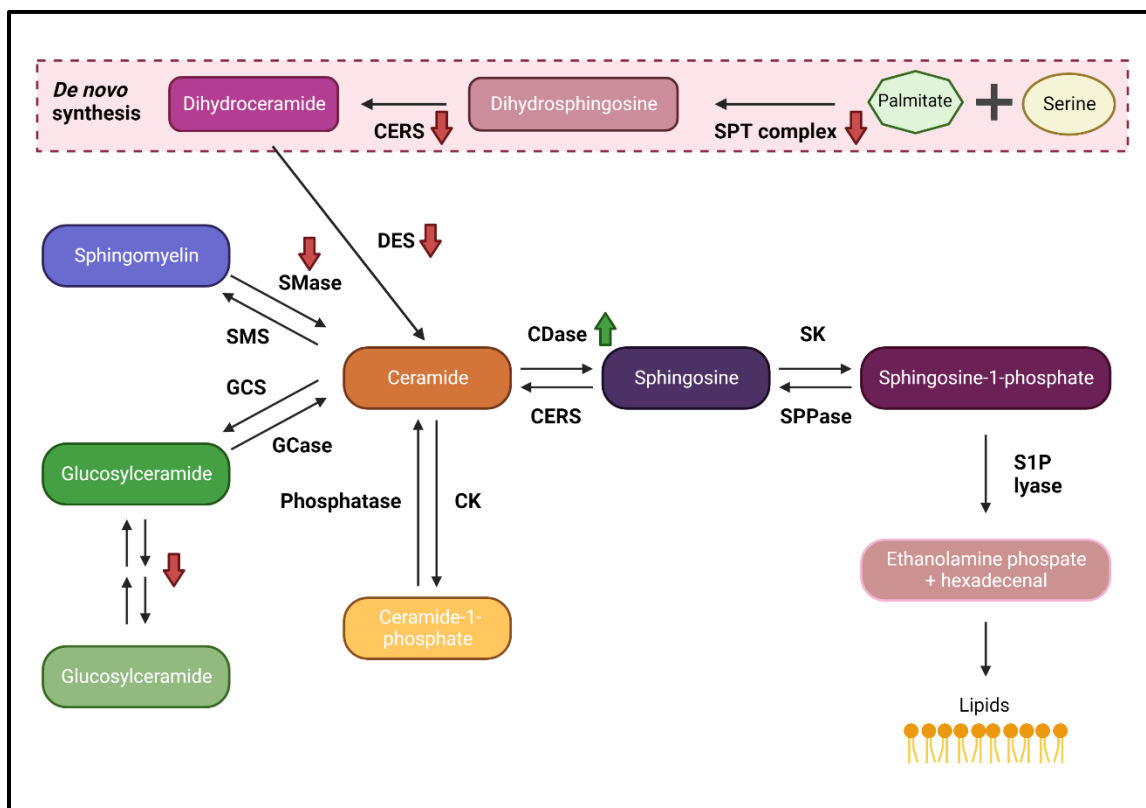 De novo
synthesis
Dihydroceramide
CERS
Dihydrosphingosine
SPT complex
Palmitate
Serine
Sphingomyelin
SMase
DES
SMS
GCS
GCase
Ceramide
CDase
CERS
Sphingosine
SK
SPPase
Sphingosine-1-phosphate
Glucosylceramide
Phosphatase
CK
S1P
lyase
Ethanolamine phospate
+ hexadecenal
Ceramide-1-
phosphate
Glucosylceramide
Lipids